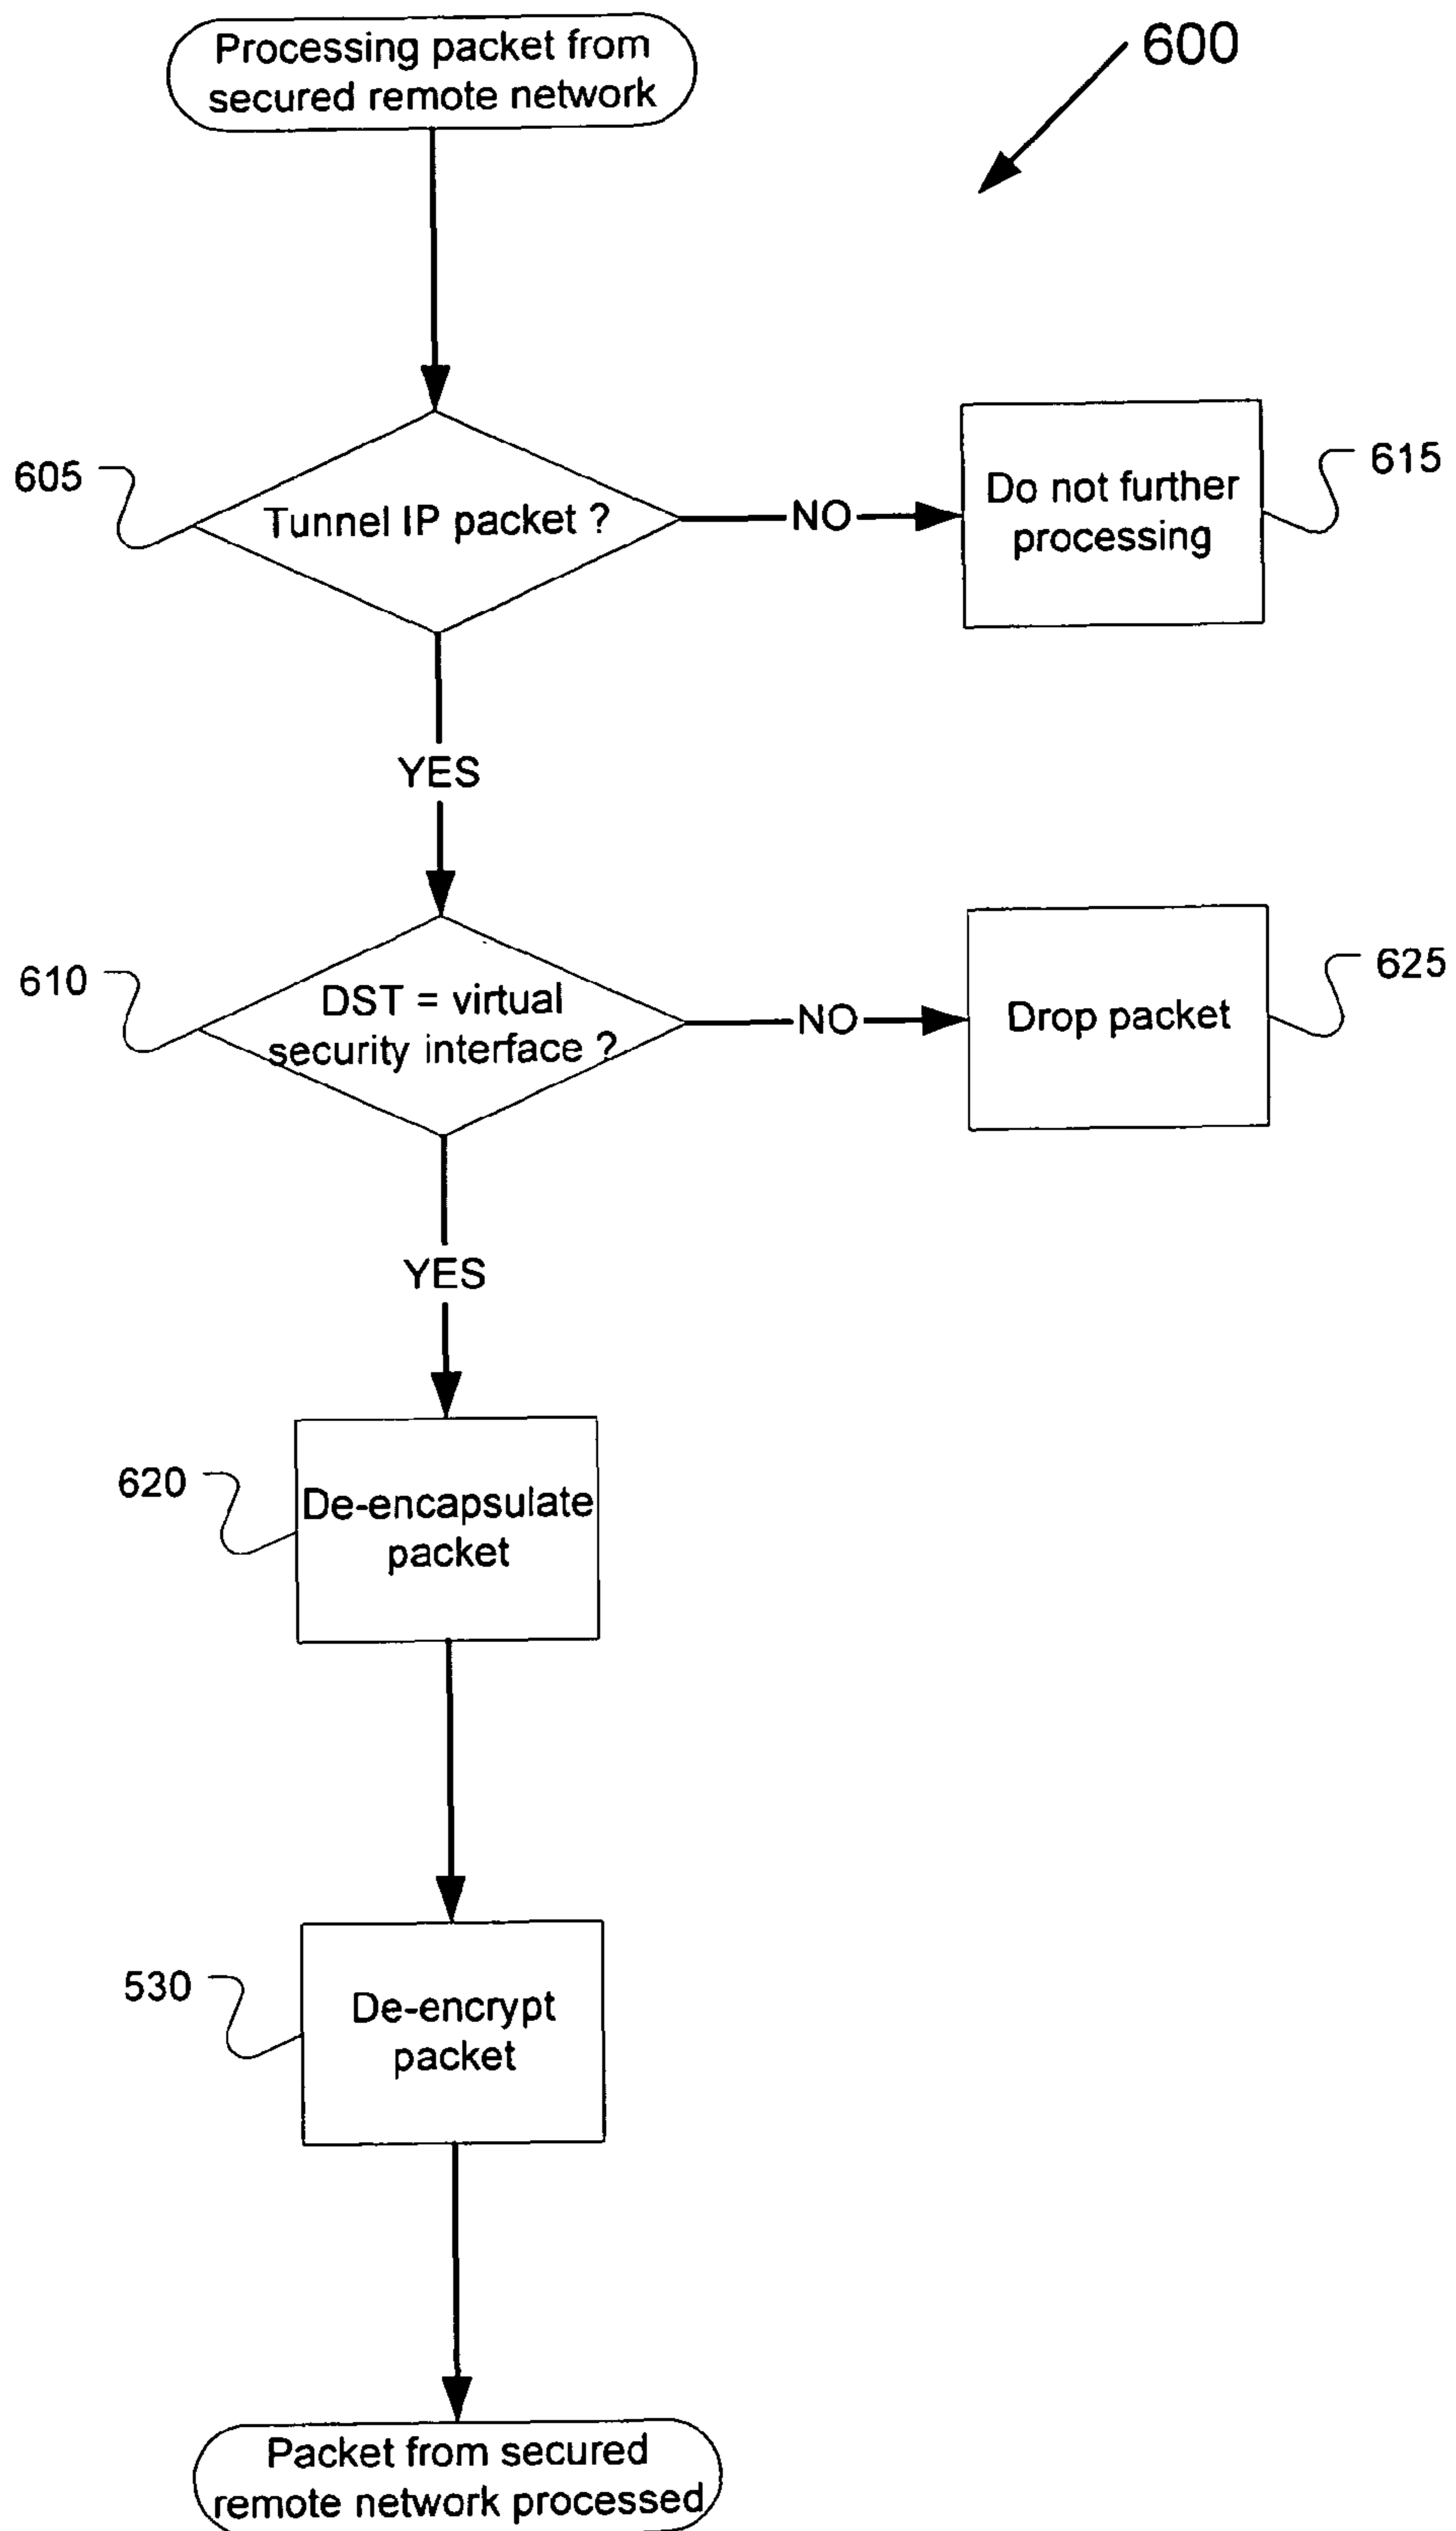 Processing packet from
secured remote network
600
605
Tunnel IP packet ?
NO
Do not further
processing
615
YES
610
DST = virtual
security interface ?
NO
Drop packet
625
YES
620
De-encapsulate
packet
530
De-encrypt
packet
Packet from secured
remote network processed